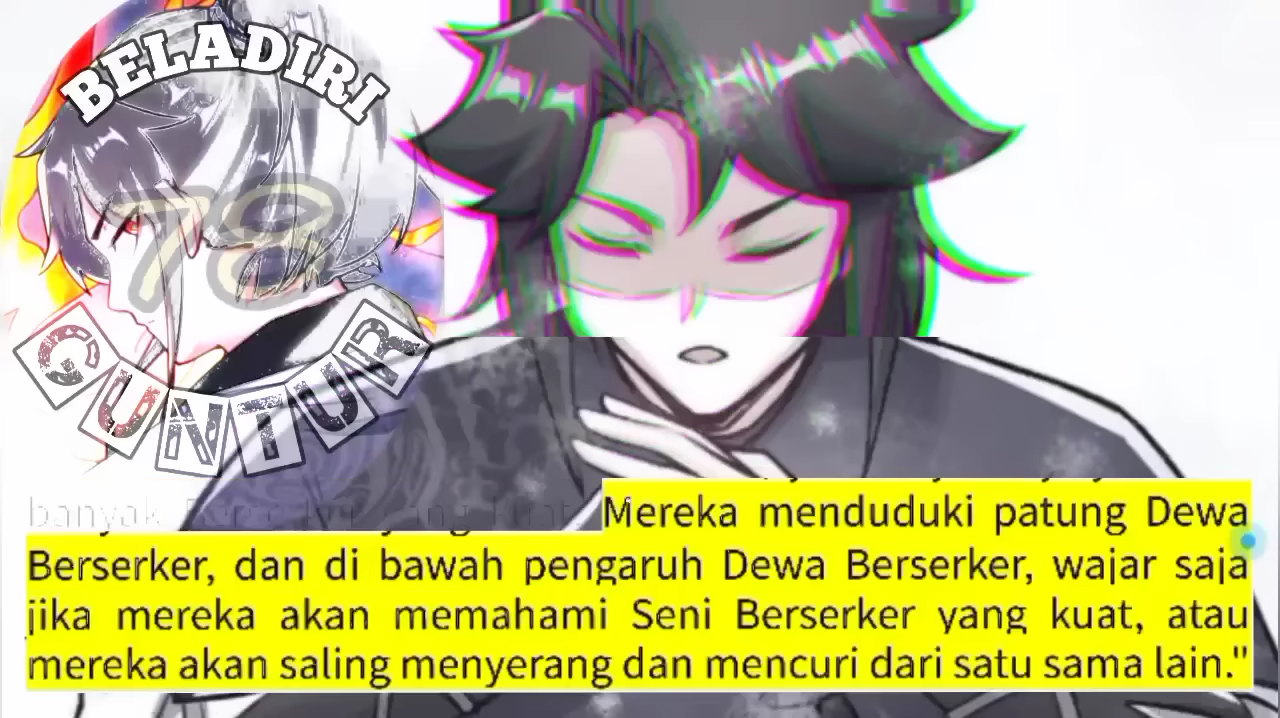 BELADIRI
78
GUNTUR
banyak
Mereka menduduki patung Dewa
Berserker, dan di bawah pengaruh Dewa Berserker, wajar saja
jika mereka akan memahami Seni Berserker yang kuat, atau
mereka akan saling menyerang dan mencuri dari satu sama lain."